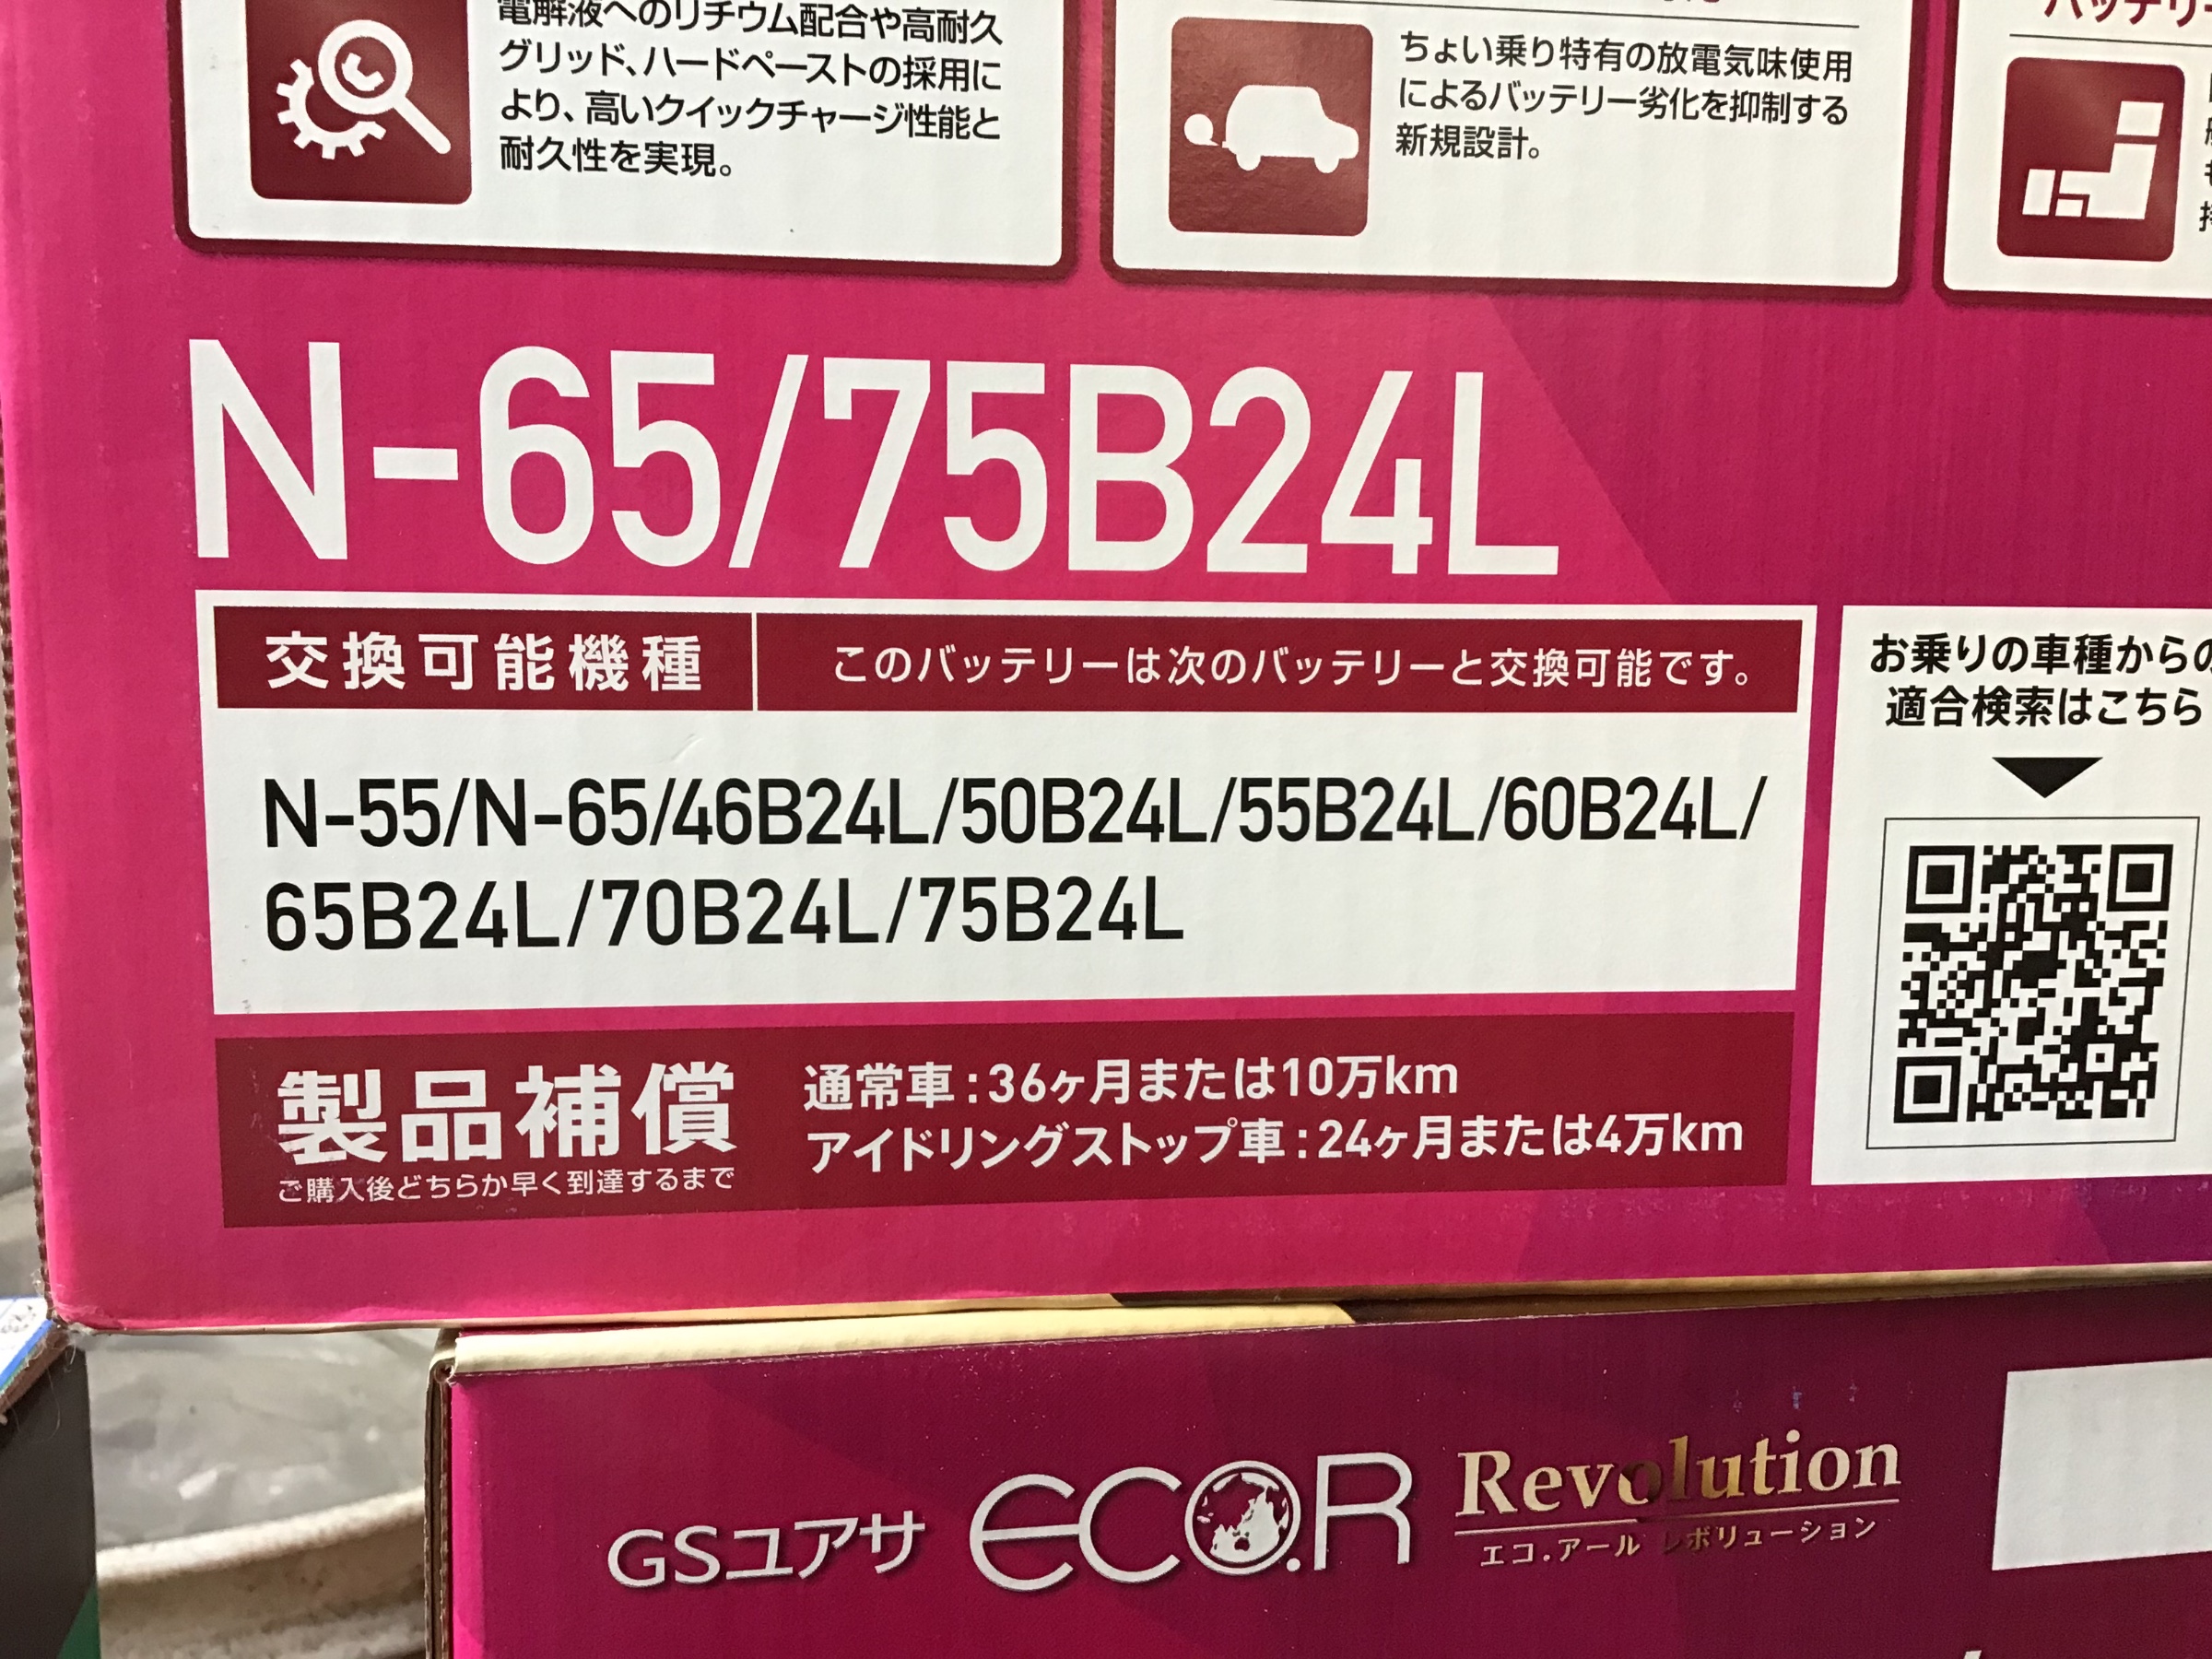 電解液へのリチウム配合や高耐久
グリッド、ハードペーストの採用に
より、高いクイックチャージ性能と
耐久性を実現。
ちょい乗り特有の放電気味使用
によるバッテリー劣化を抑制する
新規設計。
バッテリー
N-65/75B24L
交換可能機種
このバッテリーは次のバッテリーと交換可能です。
N-55/N-65/46B24L/50B24L/55B24L/60B24L/
65B24L/70B24L/75B24L
お乗りの車種からの
適合検索はこちら
製品補償
ご購入後どちらか早く到達するまで
通常車:36ヶ月または10万km
アイドリングストップ車:24ヶ月または4万km
GSユアサ
ECO.R
Revolution
エコ.アール レボリューション